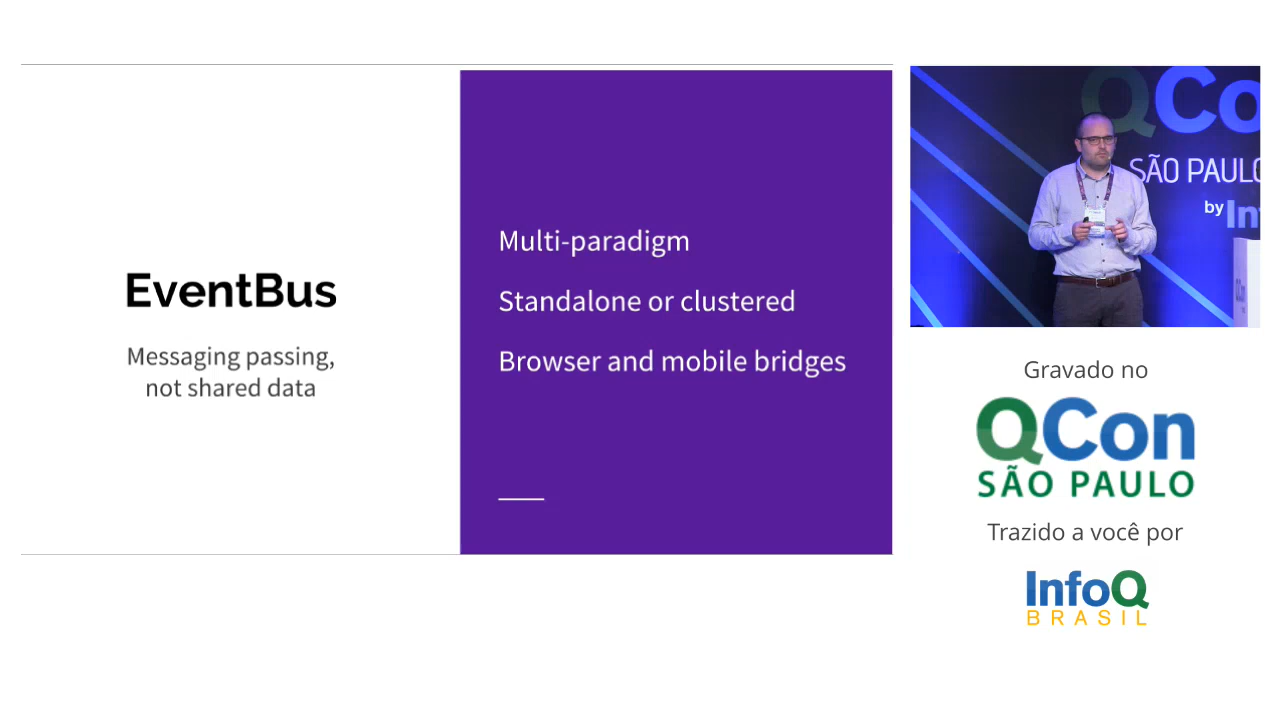 EventBus
Messaging passing,
not shared data
Multi-paradigm
Standalone or clustered
Browser and mobile bridges
QCo
SÃO PAULO
by In
Gravado no
QCon
SÃO PAULO
Trazido a você por
InfoQ
BRASIL